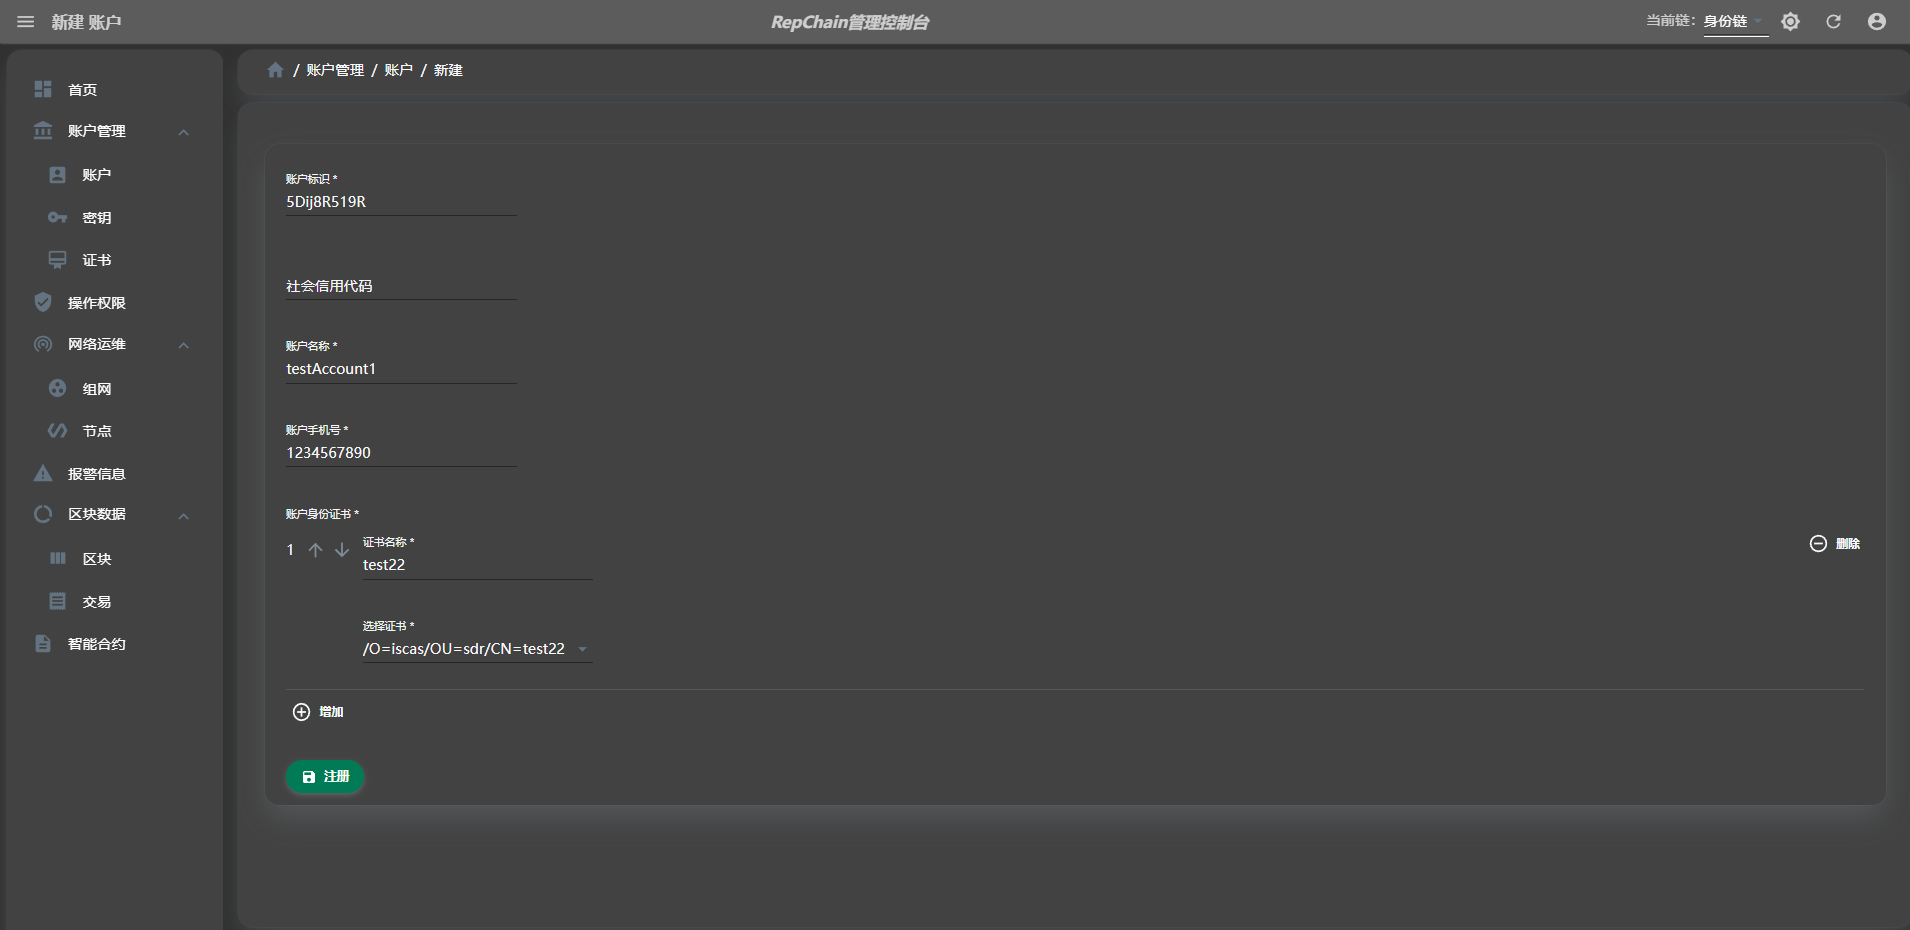 新建 账户
RepChain管理控制台
当前链: 身份链
首页
账户管理
账户
密钥
证书
操作权限
网络运维
组网
节点
报警信息
区块数据
区块
交易
智能合约
/ 账户管理 / 账户 / 新建
账户标识 *
5Dij8R519R
社会信用代码
账户名称 *
testAccount1
账户手机号 *
1234567890
账户身份证书 *
1
证书名称 *
test22
删除
选择证书 *
/O=iscas/OU=sdr/CN=test22
增加
注册